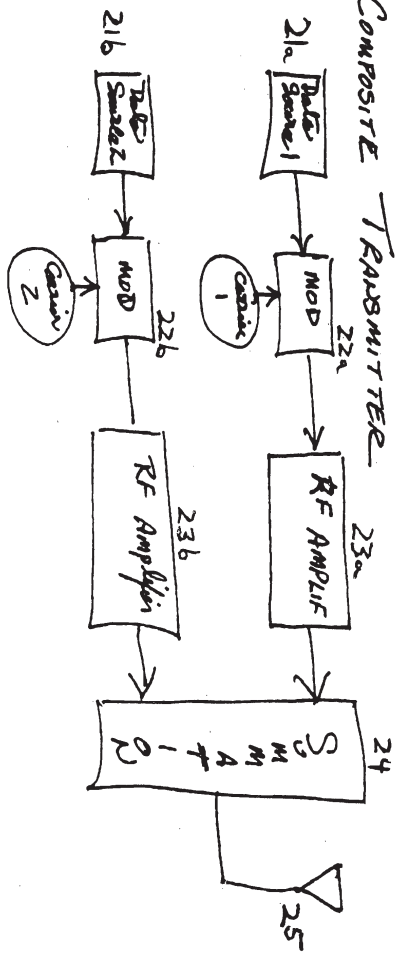 COMPOSITE TRANSMITTER
21a
Data
Source 1
MOD
22a
Carrier
1
RF AMPLIF
23a
SUMMATION
24
25
21b
Data
Source 2
MOD
22b
Carrier
2
RF Amplifier
23b